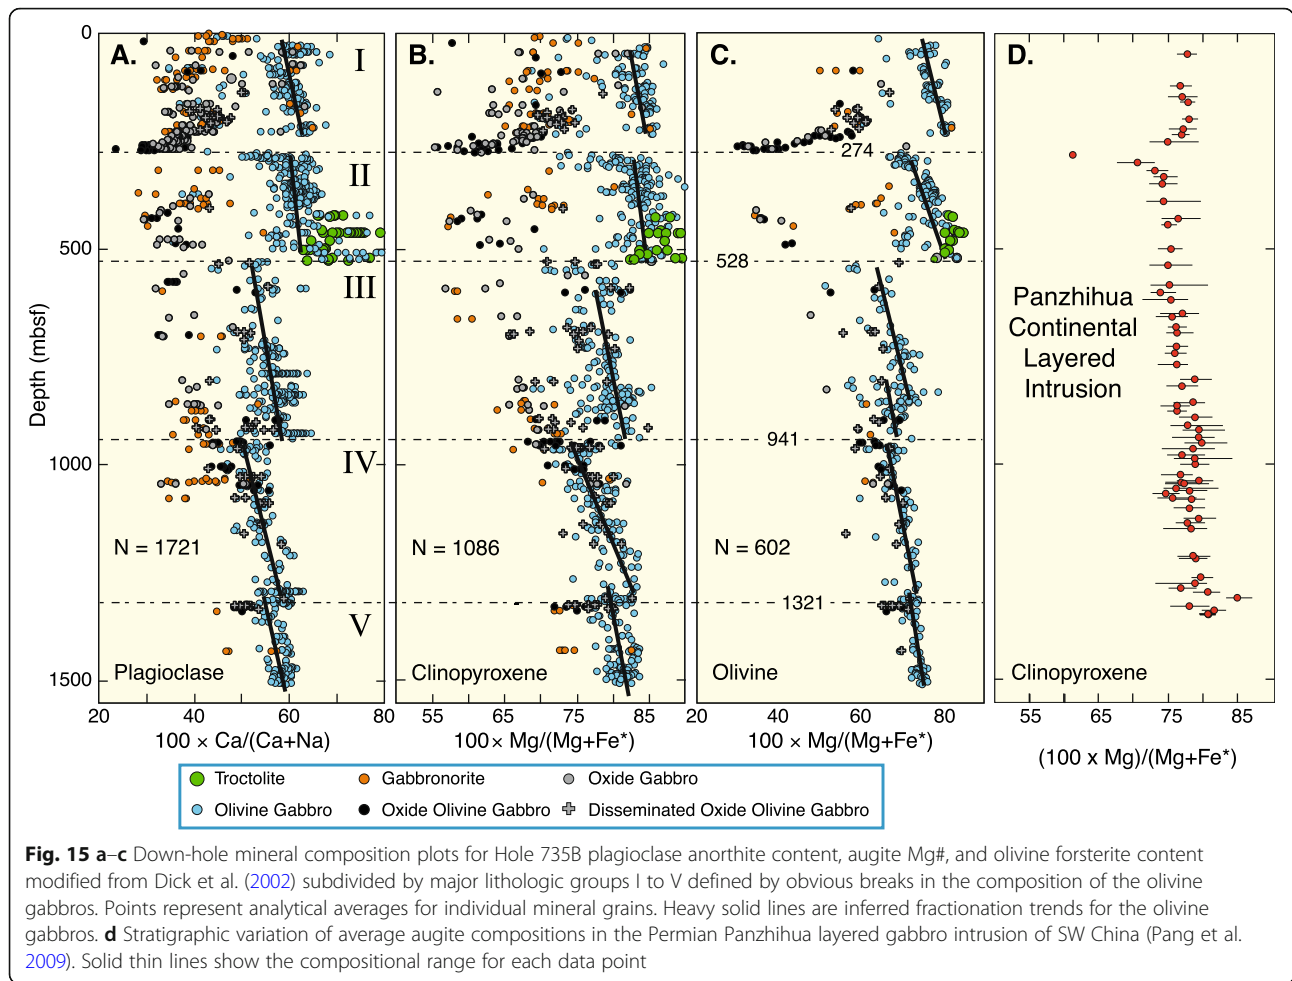 A.
B.
C.
D.
I
II
III
IV
V
0
500
1000
1500
Depth (mbsf)
274
528
941
1321
Panzhihua
Continental
Layered
Intrusion
N = 1721
N = 1086
N = 602
Plagioclase
Clinopyroxene
Olivine
Clinopyroxene
20 40 60 80
55 65 75 85
20 40 60 80
55 65 75 85
100 × Ca/(Ca+Na)
100× Mg/(Mg+Fe*)
100 × Mg/(Mg+Fe*)
(100 x Mg)/(Mg+Fe*)
Troctolite Gabbronorite Oxide Gabbro
Olivine Gabbro Oxide Olivine Gabbro Disseminated Oxide Olivine Gabbro
Fig. 15 a–c Down-hole mineral composition plots for Hole 735B plagioclase anorthite content, augite Mg#, and olivine forsterite content
modified from Dick et al. (2002) subdivided by major lithologic groups I to V defined by obvious breaks in the composition of the olivine
gabbros. Points represent analytical averages for individual mineral grains. Heavy solid lines are inferred fractionation trends for the olivine
gabbros. d Stratigraphic variation of average augite compositions in the Permian Panzhihua layered gabbro intrusion of SW China (Pang et al.
2009). Solid thin lines show the compositional range for each data point